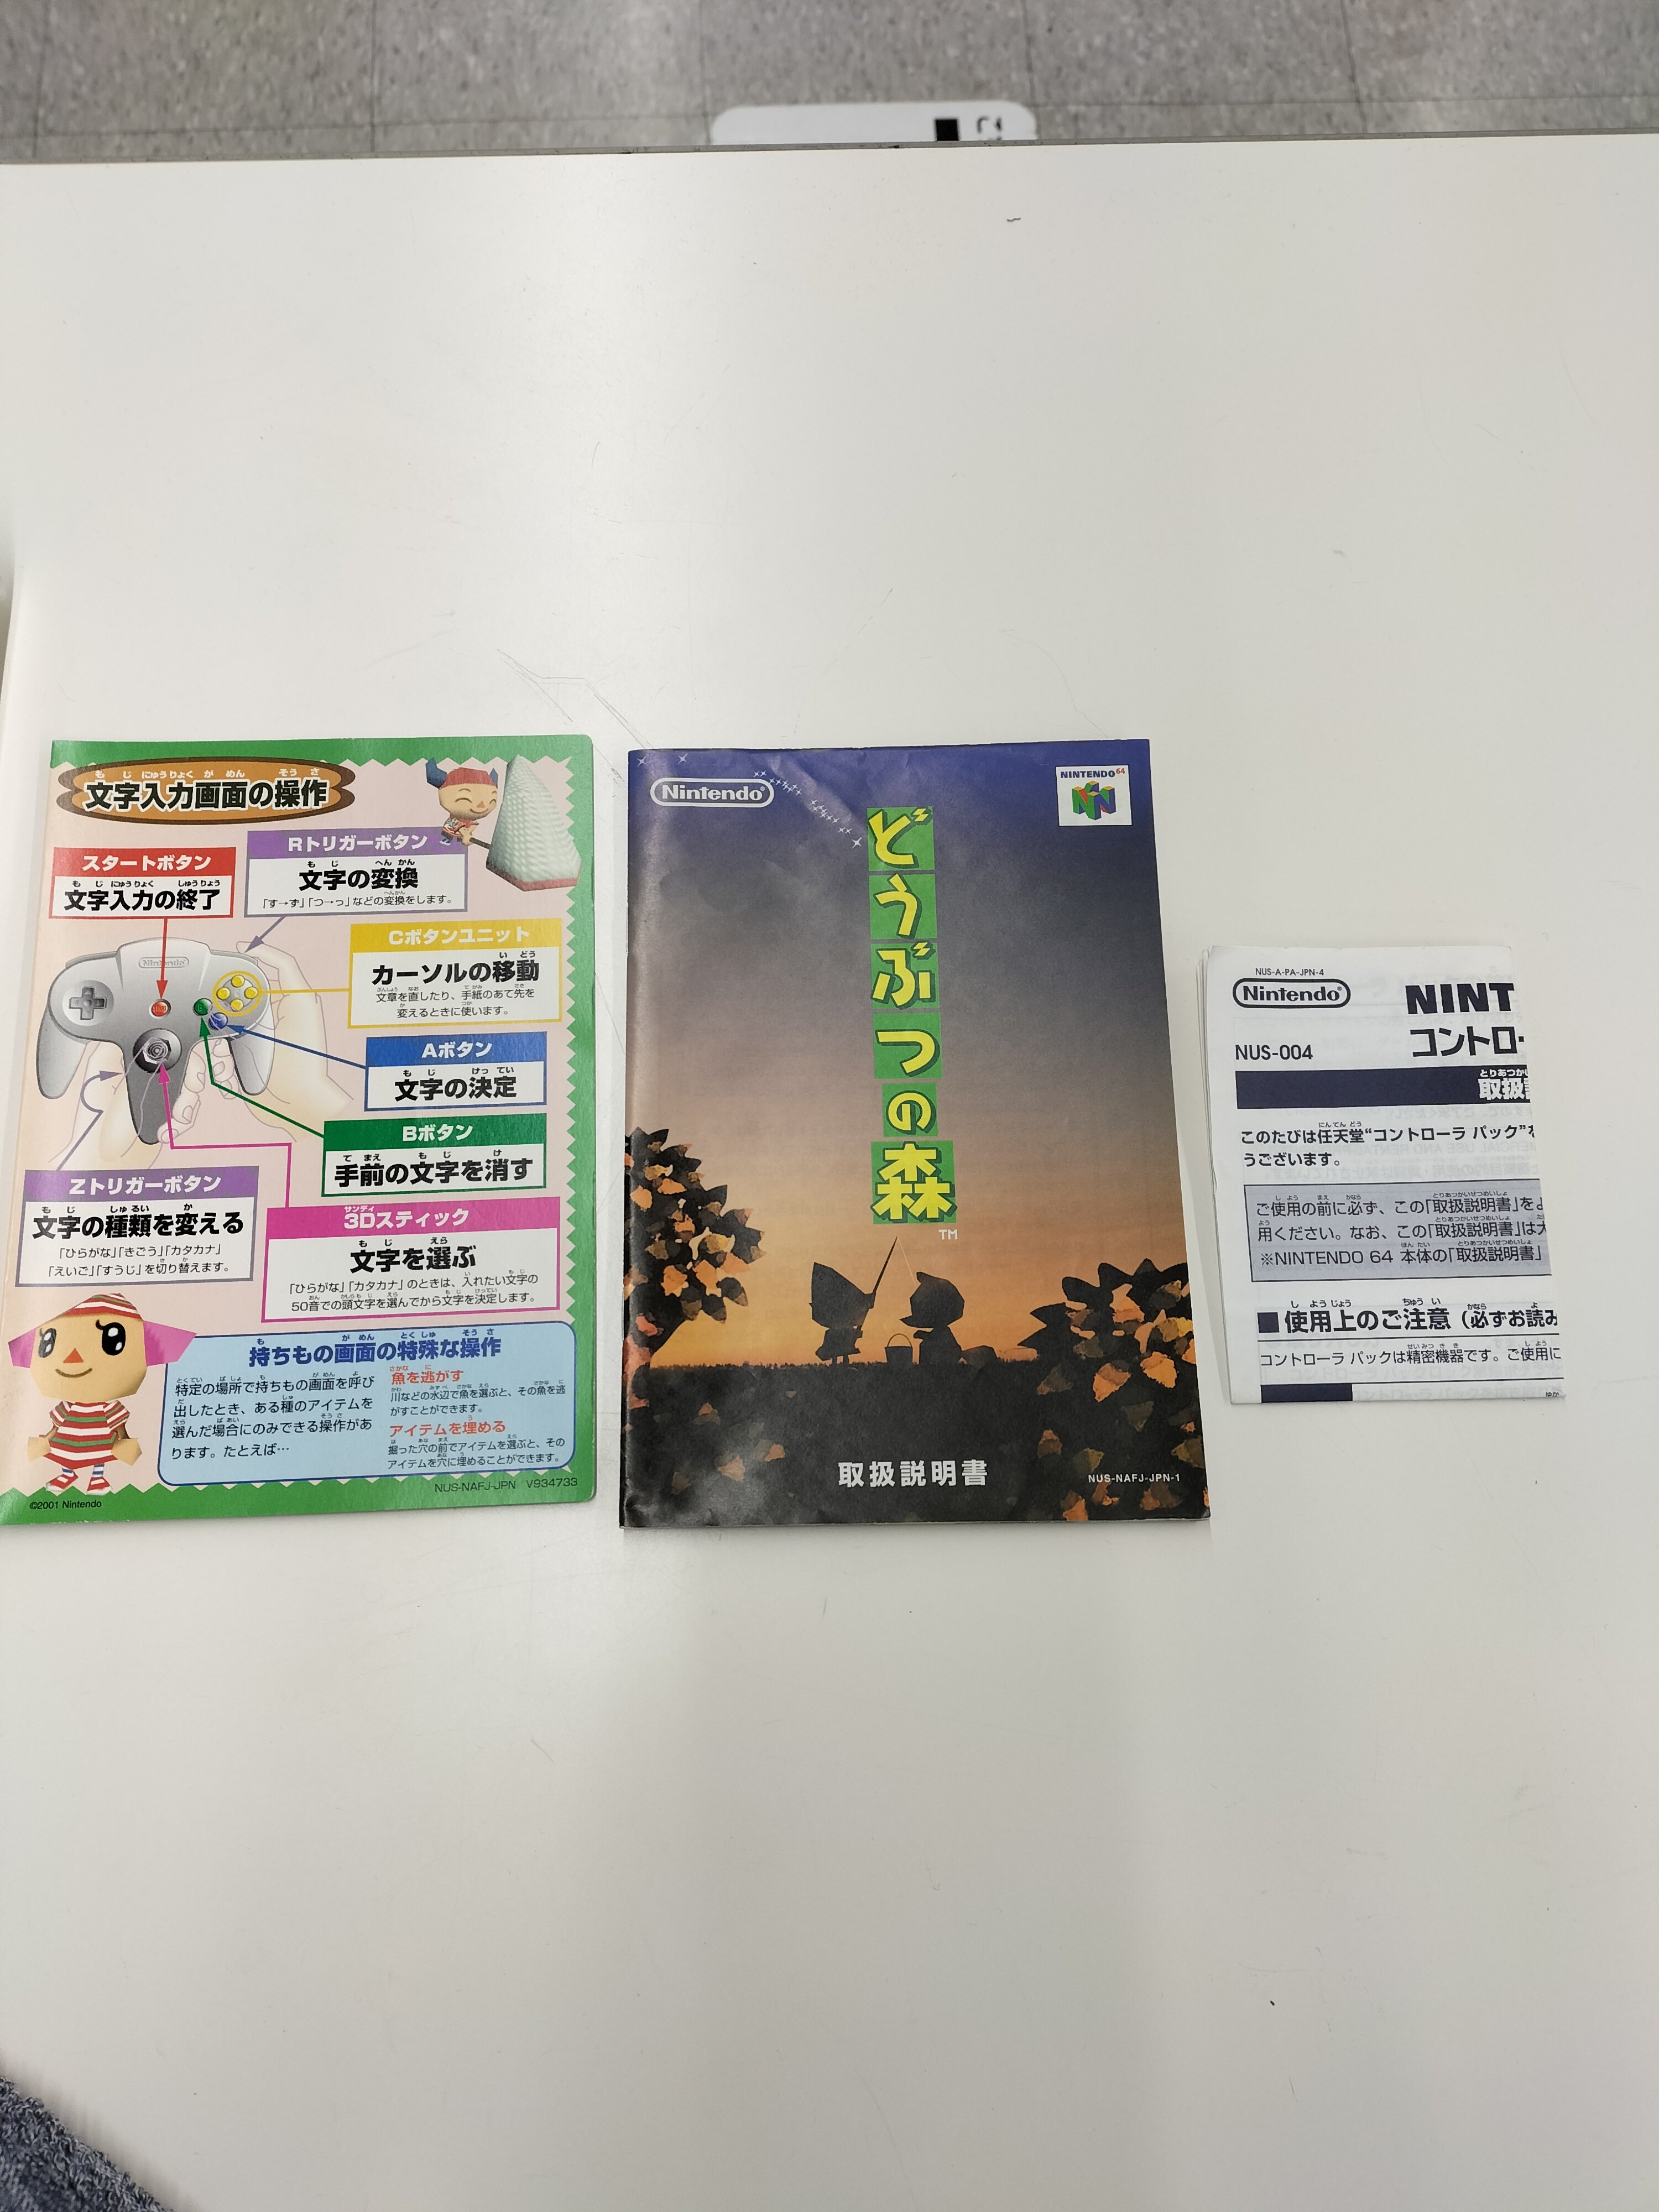 文字入力画面の操作
スタートボタン
文字入力の終了
Rトリガーボタン
文字の変換
「す→ず」「つ→っ」などの変換をします。
Cボタンユニット
カーソルの移動
文章を直したり、手紙のあて先を
変えるときに使います。
Nintendo
Aボタン
文字の決定
Bボタン
手前の文字を消す
Zトリガーボタン
文字の種類を変える
「ひらがな」「きごう」「カタカナ」
「えいご」「すうじ」を切り替えます。
3Dスティック
文字を選ぶ
「ひらがな」「カタカナ」のときは、入れたい文字の
50音での頭文字を選んでから文字を決定します。
持ちもの画面の特殊な操作
特定の場所で持ちもの画面を呼び
出したとき、ある種のアイテムを
選んだ場合にのみできる操作があ
ります。たとえば…
魚を逃がす
川などの水辺で魚を選ぶと、その魚を逃
がすことができます。
アイテムを埋める
掘った穴の前でアイテムを選ぶと、その
アイテムを穴に埋めることができます。
©2001 Nintendo
NUS-NAFJ-JPN V934733
Nintendo
NINTENDO 64
どうぶつの森
TM
取扱説明書
NUS-NAFJ-JPN-1
NUS-A-PA-JPN-4
Nintendo
NINT
NUS-004
コントロ
取扱
このたびは任天堂“コントローラ パック”を
うございます。
ご使用の前に必ず、この「取扱説明書」をよ
用ください。なお、この「取扱説明書」は大
※NINTENDO 64 本体の「取扱説明書」
■使用上のご注意（必ずお読み
コントローラ パックは精密機器です。ご使用に